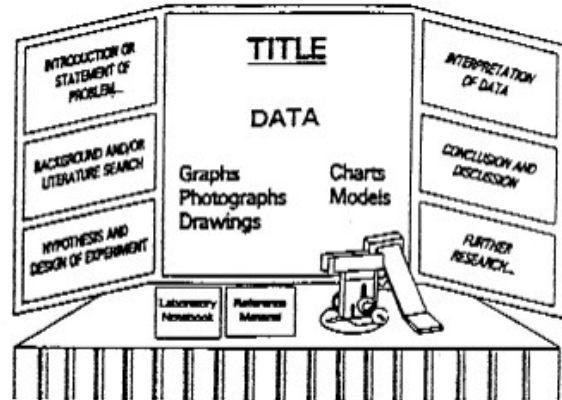 INTRODUCTION OR
STATEMENT OF
PROBLEM...
BACKGROUND AND/OR
LITERATURE SEARCH
HYPOTHESIS AND
DESIGN OF EXPERIMENT
TITLE
DATA
Graphs
Photographs
Drawings
Charts
Models
INTERPRETATION
OF DATA
CONCLUSION AND
DISCUSSION
FURTHER
RESEARCH...
Laboratory
Notebook
Reference
Material